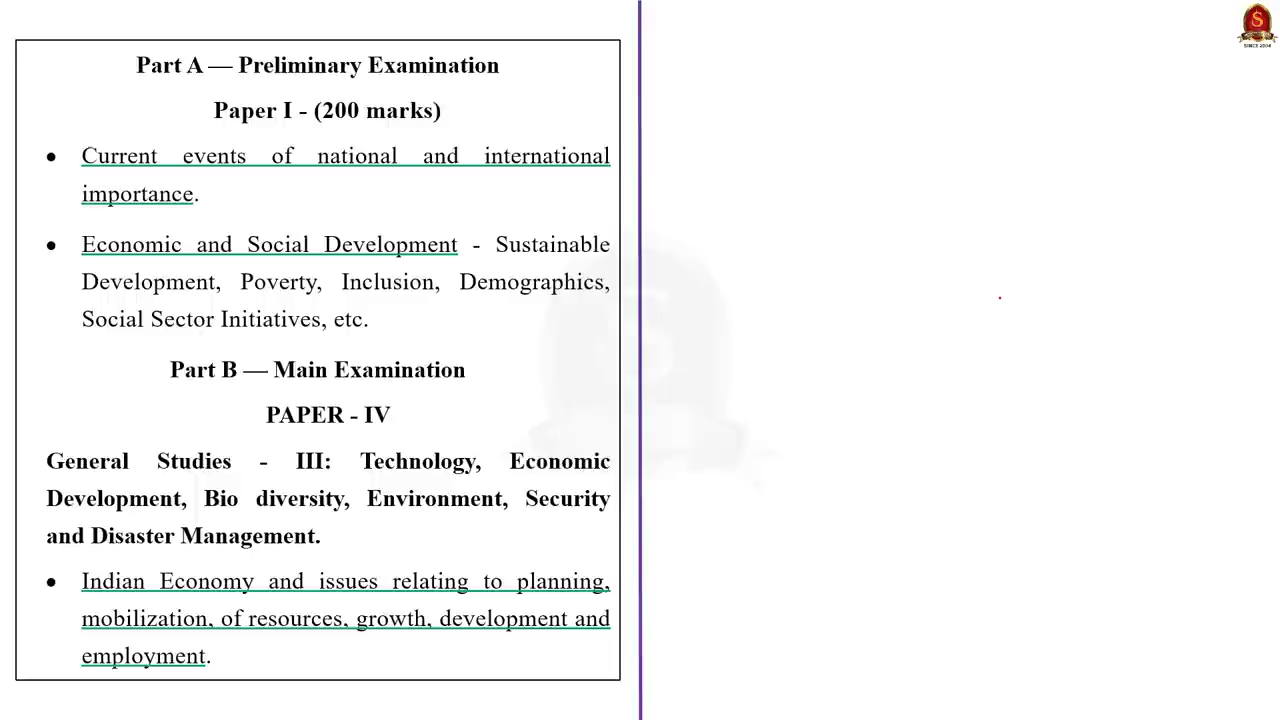 Part A — Preliminary Examination
Paper I - (200 marks)
• Current events of national and international
importance.
• Economic and Social Development - Sustainable
Development, Poverty, Inclusion, Demographics,
Social Sector Initiatives, etc.
Part B — Main Examination
PAPER - IV
General Studies - III: Technology, Economic
Development, Bio diversity, Environment, Security
and Disaster Management.
• Indian Economy and issues relating to planning,
mobilization, of resources, growth, development and
employment.
S
SINCE 2004
S